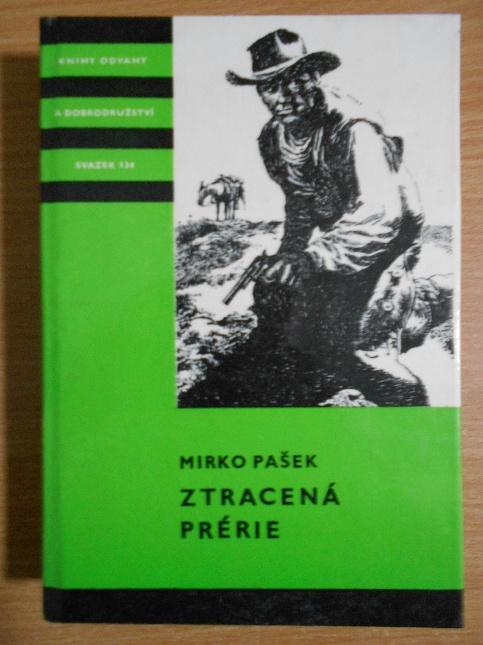 KNIHY ODVAHY
A DOBRODRUŽSTVÍ
SVAZEK 134
MIRKO PAŠEK
ZTRACENÁ
PRÉRIE